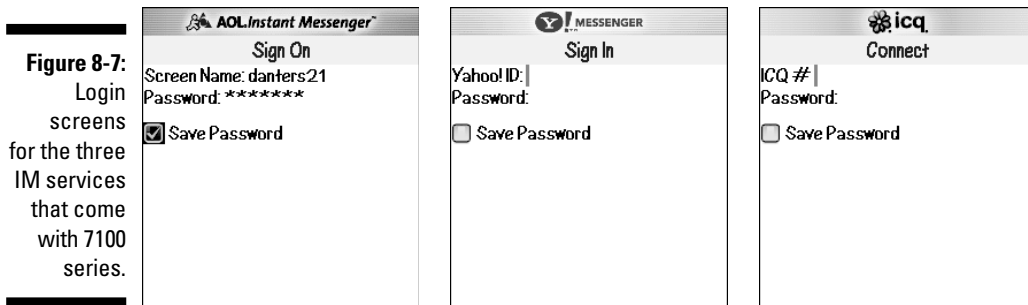 Figure 8-7:
Login
screens
for the three
IM services
that come
with 7100
series.
AOL Instant Messenger
Sign On
Screen Name: danters21
Password: *******
Save Password
Y! MESSENGER
Sign In
Yahoo! ID:
Password:
Save Password
icq
Connect
ICQ #
Password:
Save Password